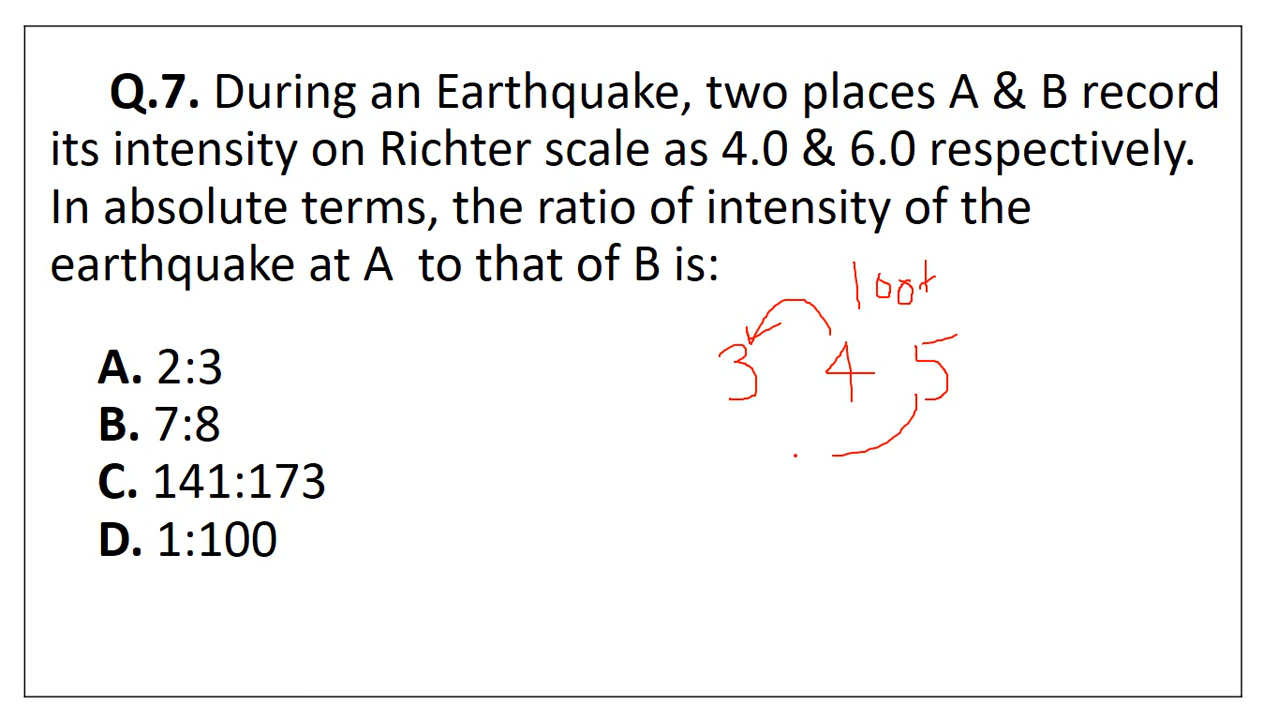 Q.7. During an Earthquake, two places A & B record
its intensity on Richter scale as 4.0 & 6.0 respectively.
In absolute terms, the ratio of intensity of the
earthquake at A to that of B is:
100+
3 4 5
A. 2:3
B. 7:8
C. 141:173
D. 1:100